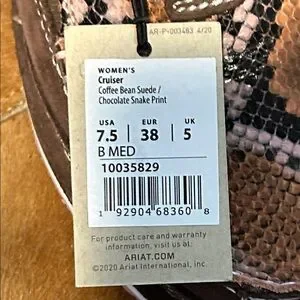 AR-P-003483 4/20
WOMEN'S
Cruiser
Coffee Bean Suede /
Chocolate Snake Print
USA EUR UK
7.5 38 5
B MED
10035829
1 92904 68360 8
For product care and warranty
information, visit us at:
ARIAT.COM
©2020 Ariat International, Inc.